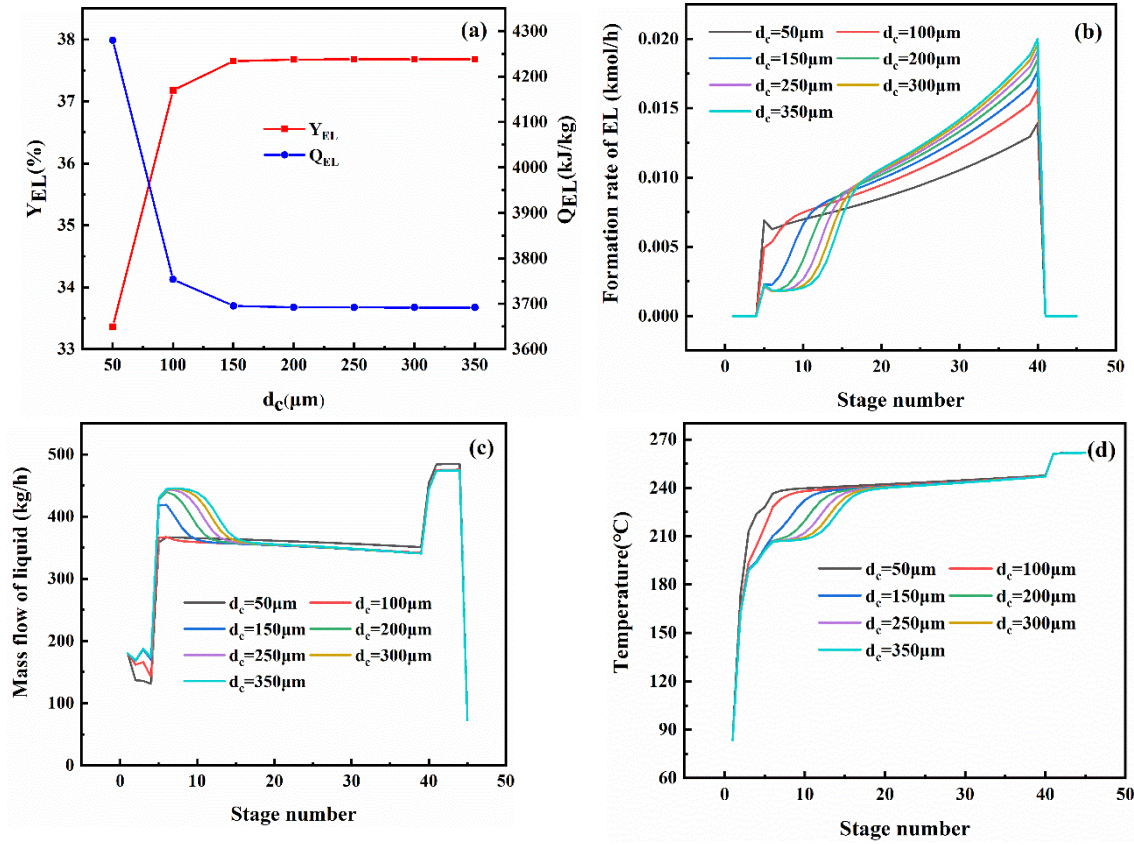 (a)
38
37
36
35
34
33
Y_EL(%)
4300
4200
4100
4000
3900
3800
3700
3600
Q_EL(kJ/kg)
Y_EL
Q_EL
50 100 150 200 250 300 350
d_c(μm)
(b)
0.020
0.015
0.010
0.005
0.000
Formation rate of EL (kmol/h)
d_c=50μm d_c=100μm
d_c=150μm d_c=200μm
d_c=250μm d_c=300μm
d_c=350μm
0 10 20 30 40 50
Stage number
(c)
500
400
300
200
100
0
Mass flow of liquid (kg/h)
d_c=50μm d_c=100μm
d_c=150μm d_c=200μm
d_c=250μm d_c=300μm
d_c=350μm
0 10 20 30 40 50
Stage number
(d)
270
240
210
180
150
120
90
60
Temperature(°C)
d_c=50μm d_c=100μm
d_c=150μm d_c=200μm
d_c=250μm d_c=300μm
d_c=350μm
0 10 20 30 40 50
Stage number